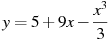 y = 5 + 9x − x³/3